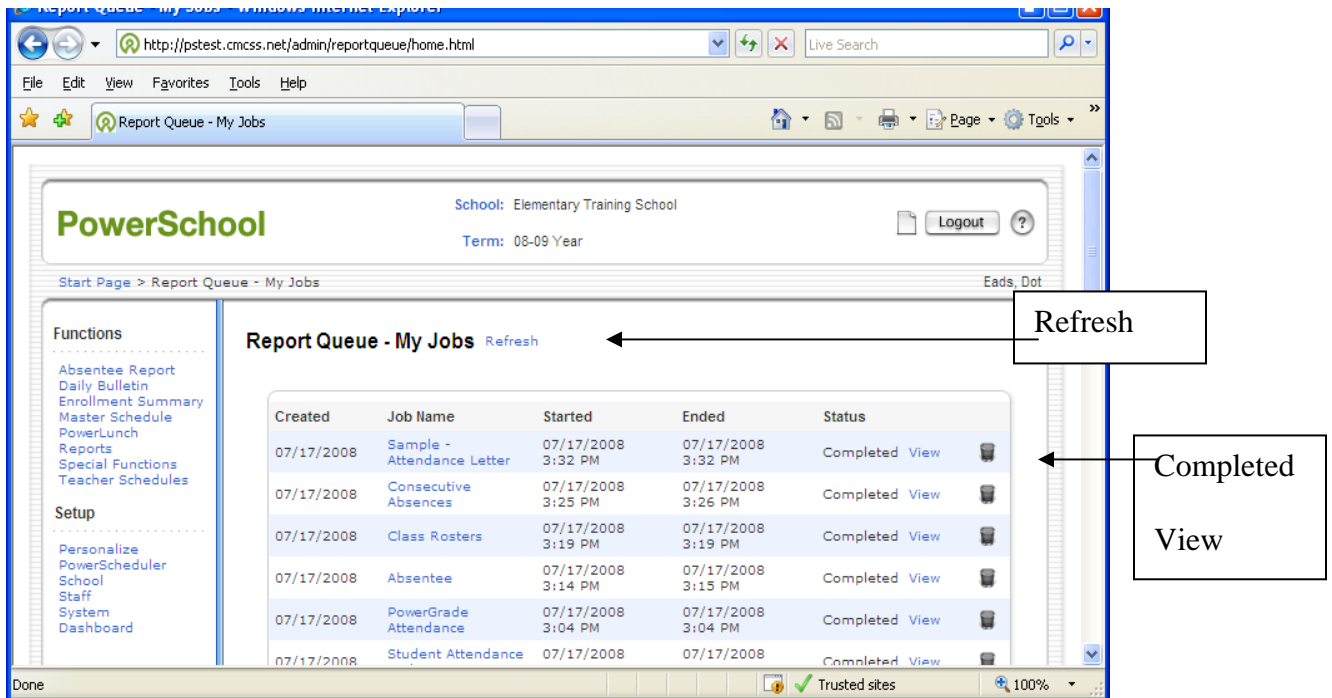 Report Queue - My Jobs - Windows Internet Explorer
http://pstest.cmcss.net/admin/reportqueue/home.html
Live Search
File Edit View Favorites Tools Help
Report Queue - My Jobs
Page Tools »
PowerSchool
School: Elementary Training School
Term: 08-09 Year
Logout ?
Start Page > Report Queue - My Jobs
Eads, Dot
Functions
Absentee Report
Daily Bulletin
Enrollment Summary
Master Schedule
PowerLunch
Reports
Special Functions
Teacher Schedules
Setup
Personalize
PowerScheduler
School
Staff
System
Dashboard
Report Queue - My Jobs Refresh
Created Job Name Started Ended Status
07/17/2008 Sample - Attendance Letter 07/17/2008 3:32 PM 07/17/2008 3:32 PM Completed View
07/17/2008 Consecutive Absences 07/17/2008 3:25 PM 07/17/2008 3:26 PM Completed View
07/17/2008 Class Rosters 07/17/2008 3:19 PM 07/17/2008 3:19 PM Completed View
07/17/2008 Absentee 07/17/2008 3:14 PM 07/17/2008 3:15 PM Completed View
07/17/2008 PowerGrade Attendance 07/17/2008 3:04 PM 07/17/2008 3:04 PM Completed View
07/17/2008 Student Attendance 07/17/2008 07/17/2008 Completed View
Refresh
Completed
View
Done
Trusted sites
100%